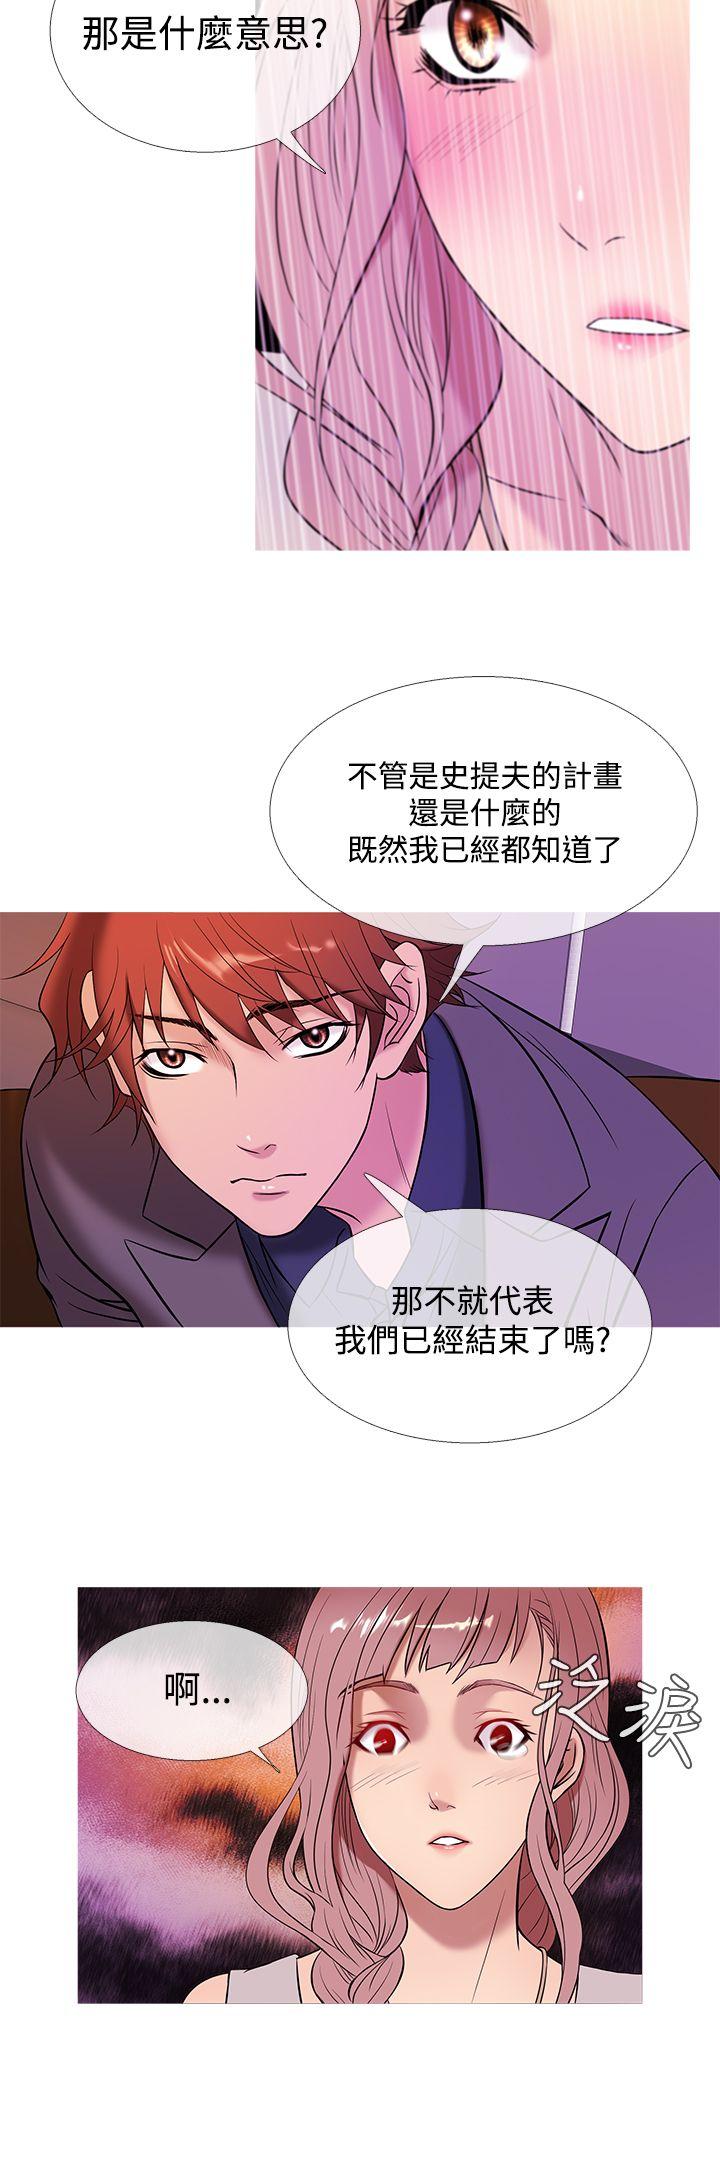 那是什麼意思?
不管是史提夫的計畫
還是什麼的
既然我已經都知道了
那不就代表
我們已經結束了嗎?
啊...
泛淚